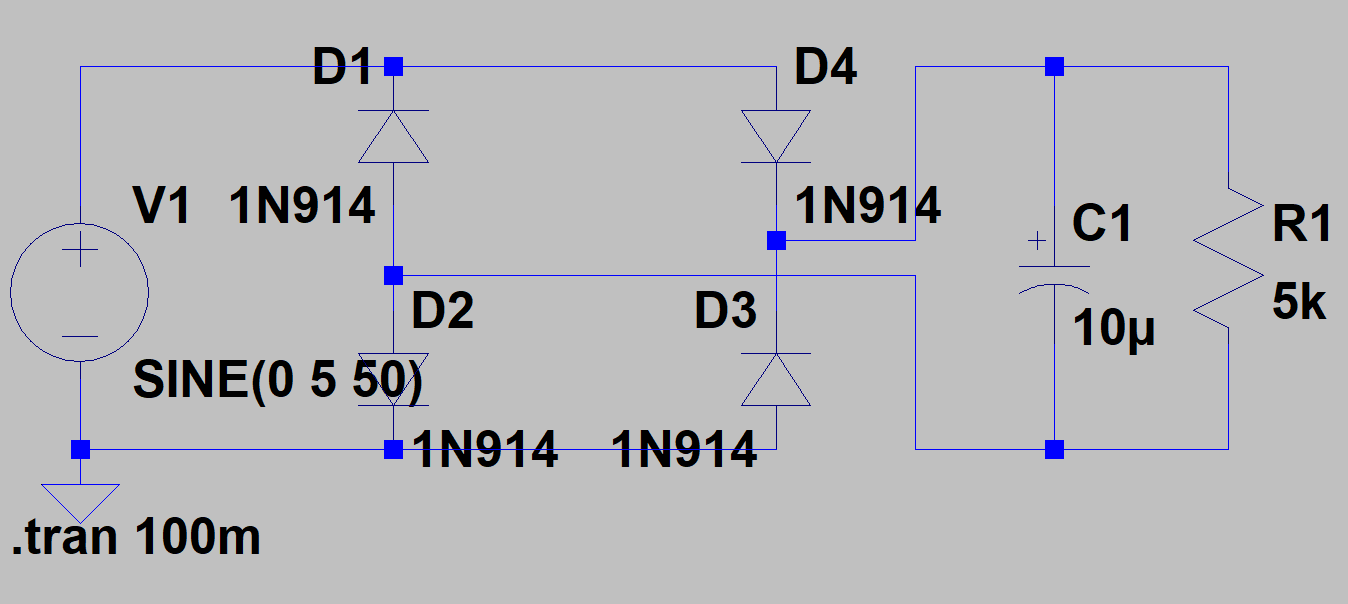 D1
D4
V1
1N914
1N914
C1
R1
D2
D3
5k
10µ
SINE(0 5 50)
1N914
1N914
.tran 100m